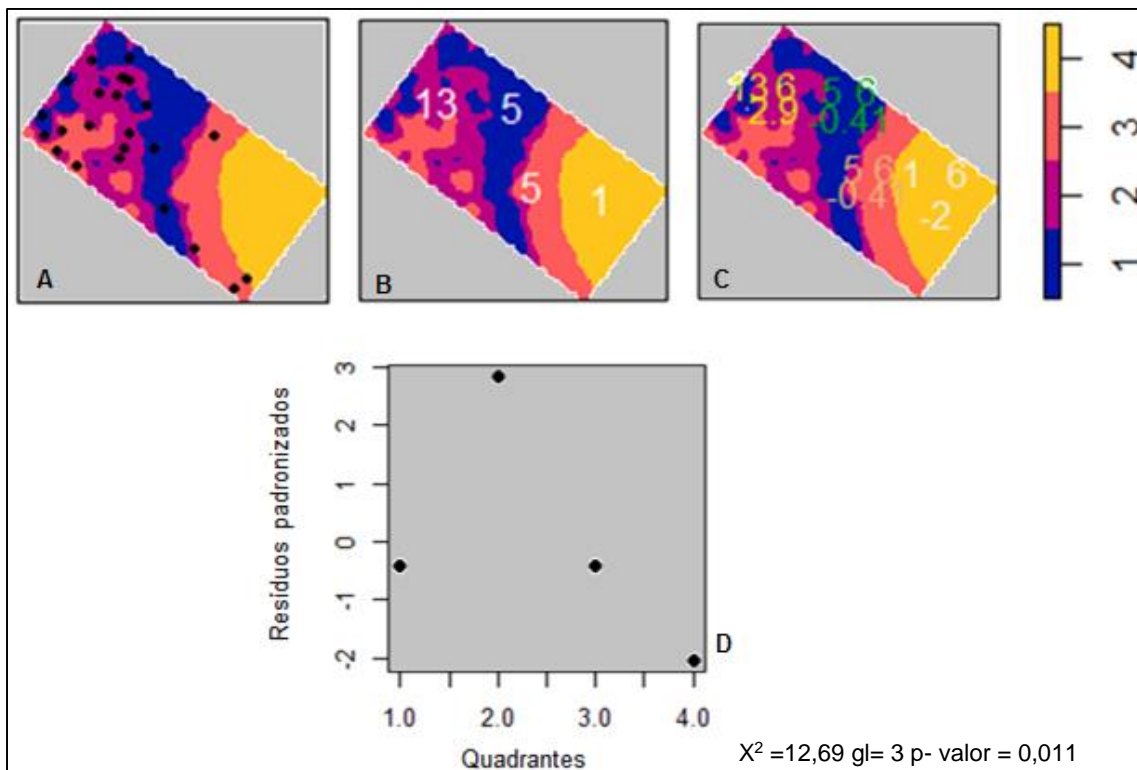 A
13
5
5
1
B
13 6
2.9
5 6
-0.41
5 6
-0.41
1 6
-2
C
4
3
2
1
Resíduos padronizados
3
2
1
0
-1
-2
D
1.0 2.0 3.0 4.0
Quadrantes
X² =12,69 gl= 3 p- valor = 0,011